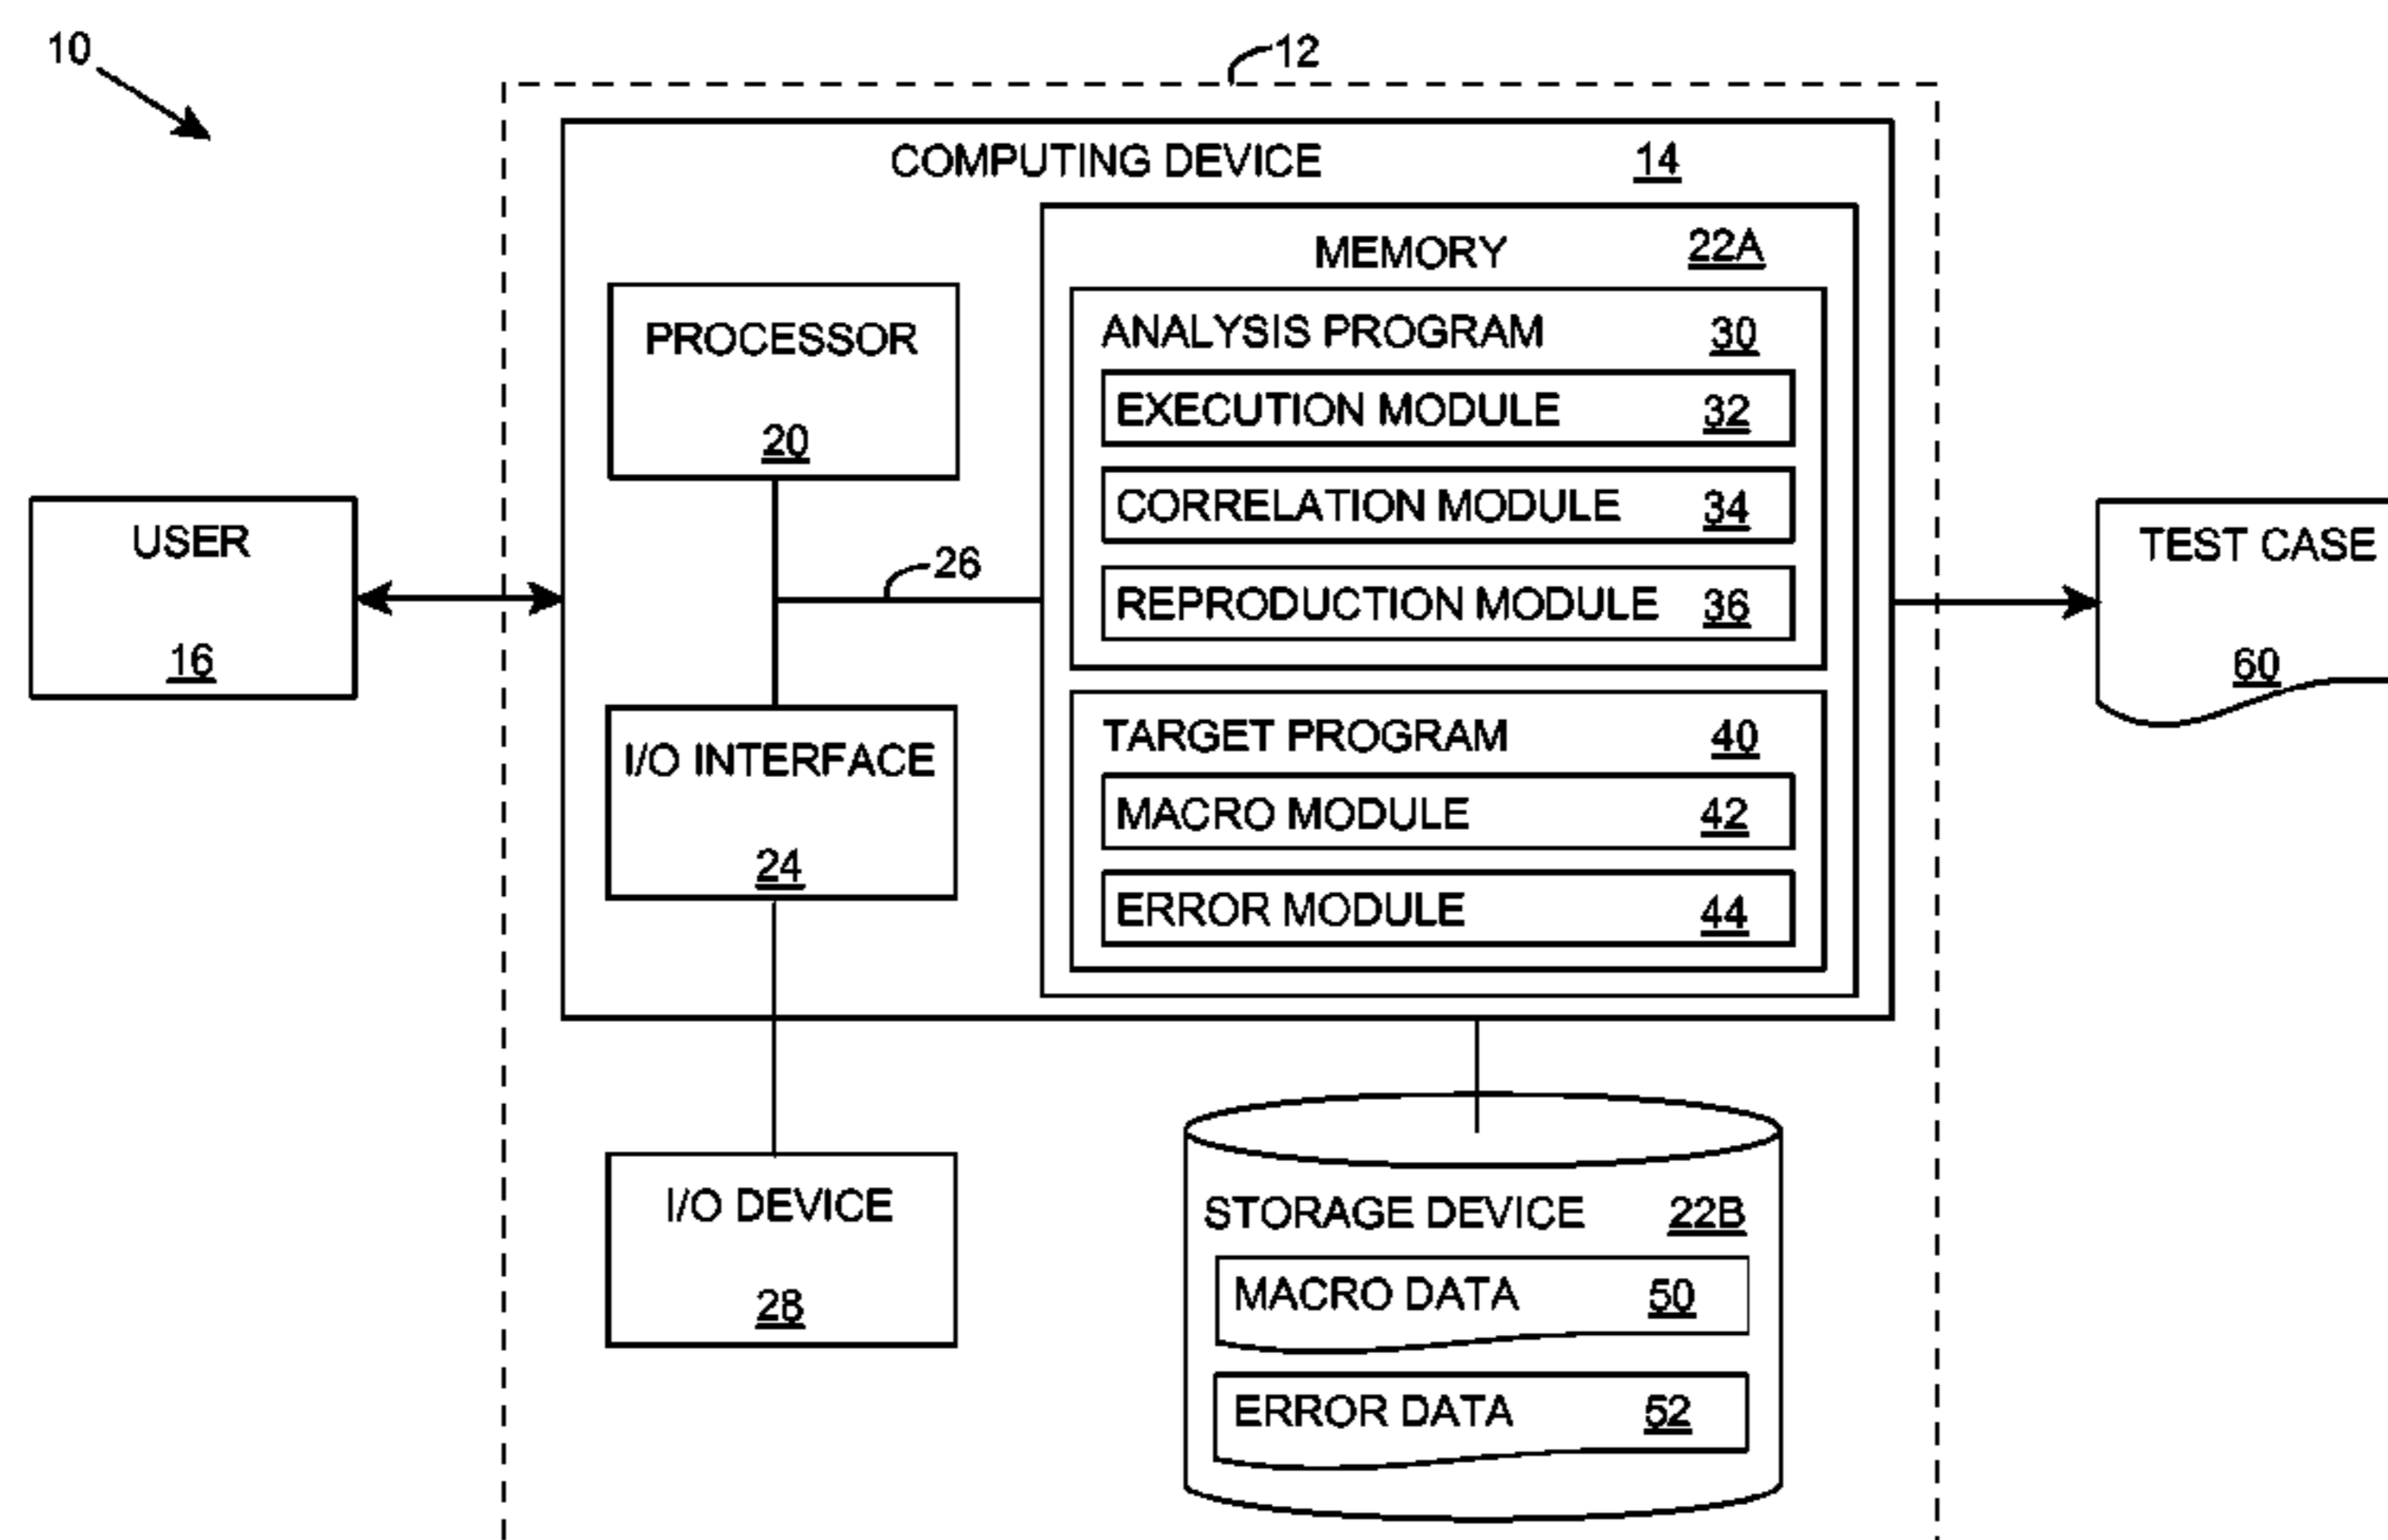 10
12
COMPUTING DEVICE 14
MEMORY 22A
PROCESSOR
20
ANALYSIS PROGRAM 30
EXECUTION MODULE 32
CORRELATION MODULE 34
REPRODUCTION MODULE 36
26
USER
16
TEST CASE
60
I/O INTERFACE
24
TARGET PROGRAM 40
MACRO MODULE 42
ERROR MODULE 44
I/O DEVICE
28
STORAGE DEVICE 22B
MACRO DATA 50
ERROR DATA 52